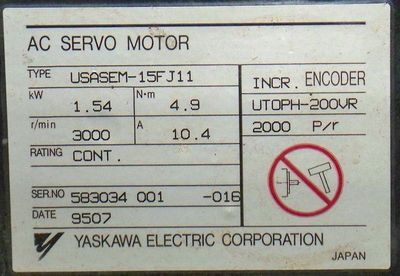 AC SERVO MOTOR
TYPE USASEM-15FJ11
kW 1.54 N·m 4.9
r/min 3000 A 10.4
RATING CONT.
SER.NO 583034 001 -016
DATE 9507
INCR. ENCODER
UTOPH-200VR
2000 P/r
YASKAWA ELECTRIC CORPORATION
JAPAN